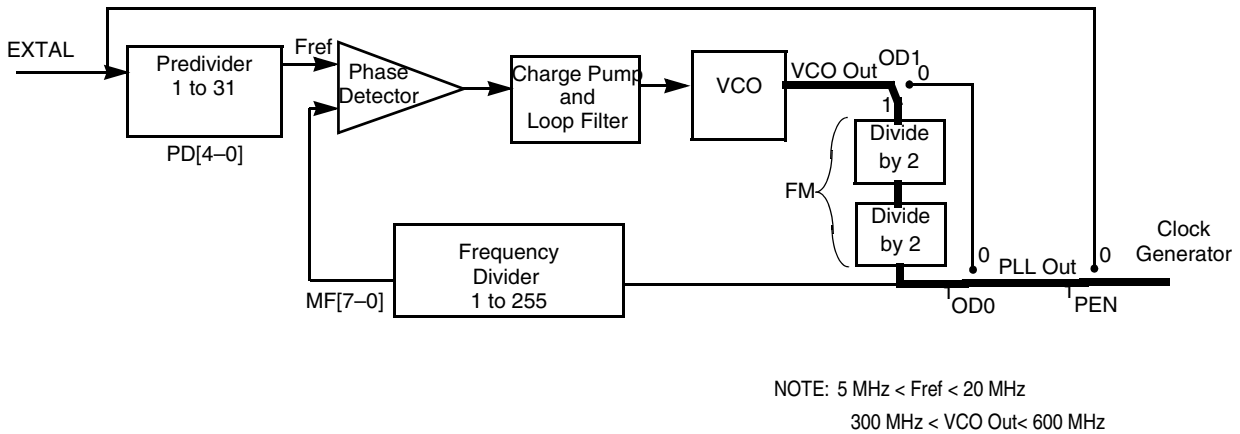 EXTAL
Predivider
1 to 31
PD[4–0]
Fref
Phase
Detector
Charge Pump
and
Loop Filter
VCO
VCO Out
OD1
0
1
Divide
by 2
FM
Divide
by 2
Frequency
Divider
1 to 255
MF[7–0]
0
PLL Out
0
Clock
Generator
1
OD0
1
PEN
NOTE: 5 MHz < Fref < 20 MHz
300 MHz < VCO Out< 600 MHz